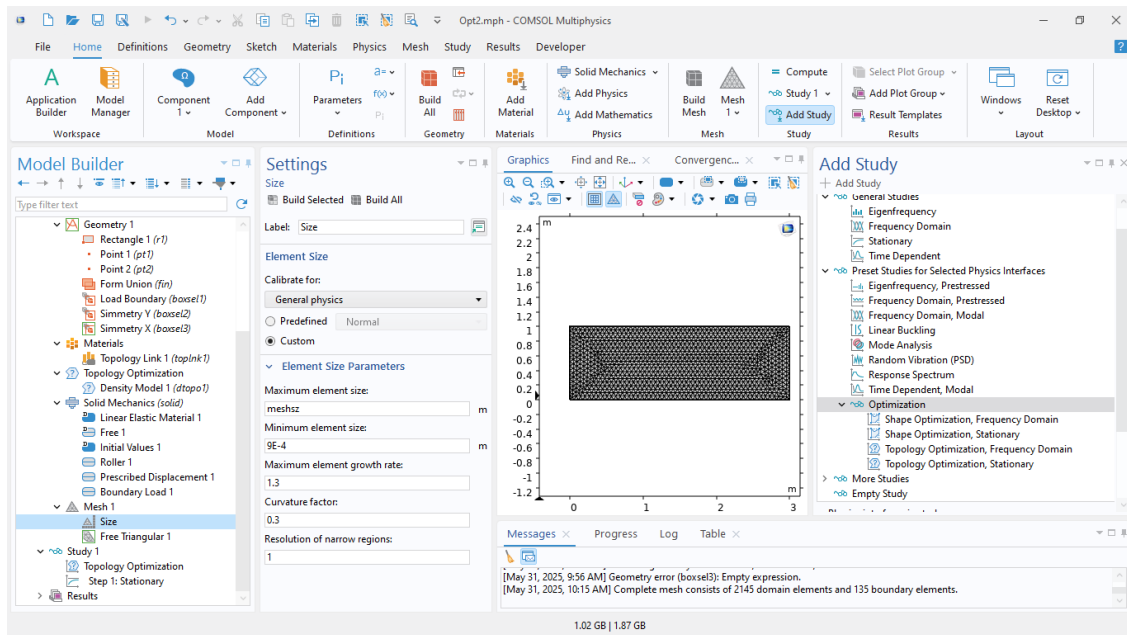 Opt2.mph - COMSOL Multiphysics
File Home Definitions Geometry Sketch Materials Physics Mesh Study Results Developer
?
Application Builder
Model Manager
Workspace
Component 1
Add Component
Model
Pi
Parameters
a=
f(x)
Pi
Definitions
Build All
Geometry
Add Material
Materials
Solid Mechanics
Add Physics
Δu Add Mathematics
Physics
Build Mesh
Mesh 1
Mesh
= Compute
Study 1
Add Study
Study
Select Plot Group
Add Plot Group
Result Templates
Results
Windows
Reset Desktop
Layout
Model Builder
Type filter text
Geometry 1
Rectangle 1 (r1)
Point 1 (pt1)
Point 2 (pt2)
Form Union (fin)
Load Boundary (boxsel1)
Simmetry Y (boxsel2)
Simmetry X (boxsel3)
Materials
Topology Link 1 (toplnk1)
Topology Optimization
Density Model 1 (dtopo1)
Solid Mechanics (solid)
Linear Elastic Material 1
Free 1
Initial Values 1
Roller 1
Prescribed Displacement 1
Boundary Load 1
Mesh 1
Size
Free Triangular 1
Study 1
Topology Optimization
Step 1: Stationary
Results
Settings
Size
Build Selected Build All
Label: Size
Element Size
Calibrate for:
General physics
Predefined Normal
Custom
Element Size Parameters
Maximum element size:
meshsz m
Minimum element size:
9E-4 m
Maximum element growth rate:
1.3
Curvature factor:
0.3
Resolution of narrow regions:
1
Graphics Find and Re... Convergenc...
m
2.4
2.2
2
1.8
1.6
1.4
1.2
1
0.8
0.6
0.4
0.2
0
-0.2
-0.4
-0.6
-0.8
-1
-1.2
m
0 1 2 3
Messages Progress Log Table
[May 31, 2025, 9:56 AM] Geometry error (boxsel3): Empty expression.
[May 31, 2025, 10:15 AM] Complete mesh consists of 2145 domain elements and 135 boundary elements.
Add Study
Add Study
General Studies
Eigenfrequency
Frequency Domain
Stationary
Time Dependent
Preset Studies for Selected Physics Interfaces
Eigenfrequency, Prestressed
Frequency Domain, Prestressed
Frequency Domain, Modal
Linear Buckling
Mode Analysis
Random Vibration (PSD)
Response Spectrum
Time Dependent, Modal
Optimization
Shape Optimization, Frequency Domain
Shape Optimization, Stationary
Topology Optimization, Frequency Domain
Topology Optimization, Stationary
More Studies
Empty Study
1.02 GB | 1.87 GB